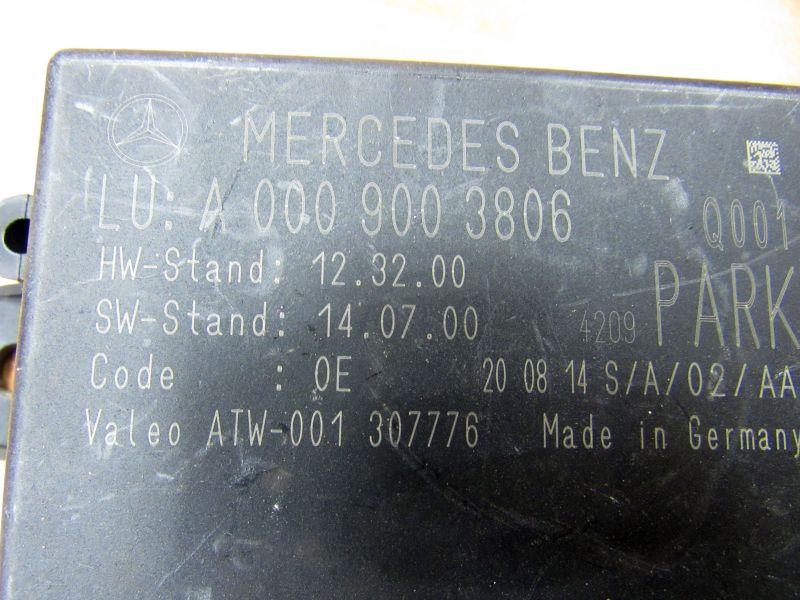 MERCEDES BENZ
LU: A 000 900 3806 Q001
HW-Stand: 12.32.00
SW-Stand: 14.07.00 4209 PARK
Code : 0E 20 08 14 S/A/02/AA
Valeo ATW-001 307776 Made in Germany